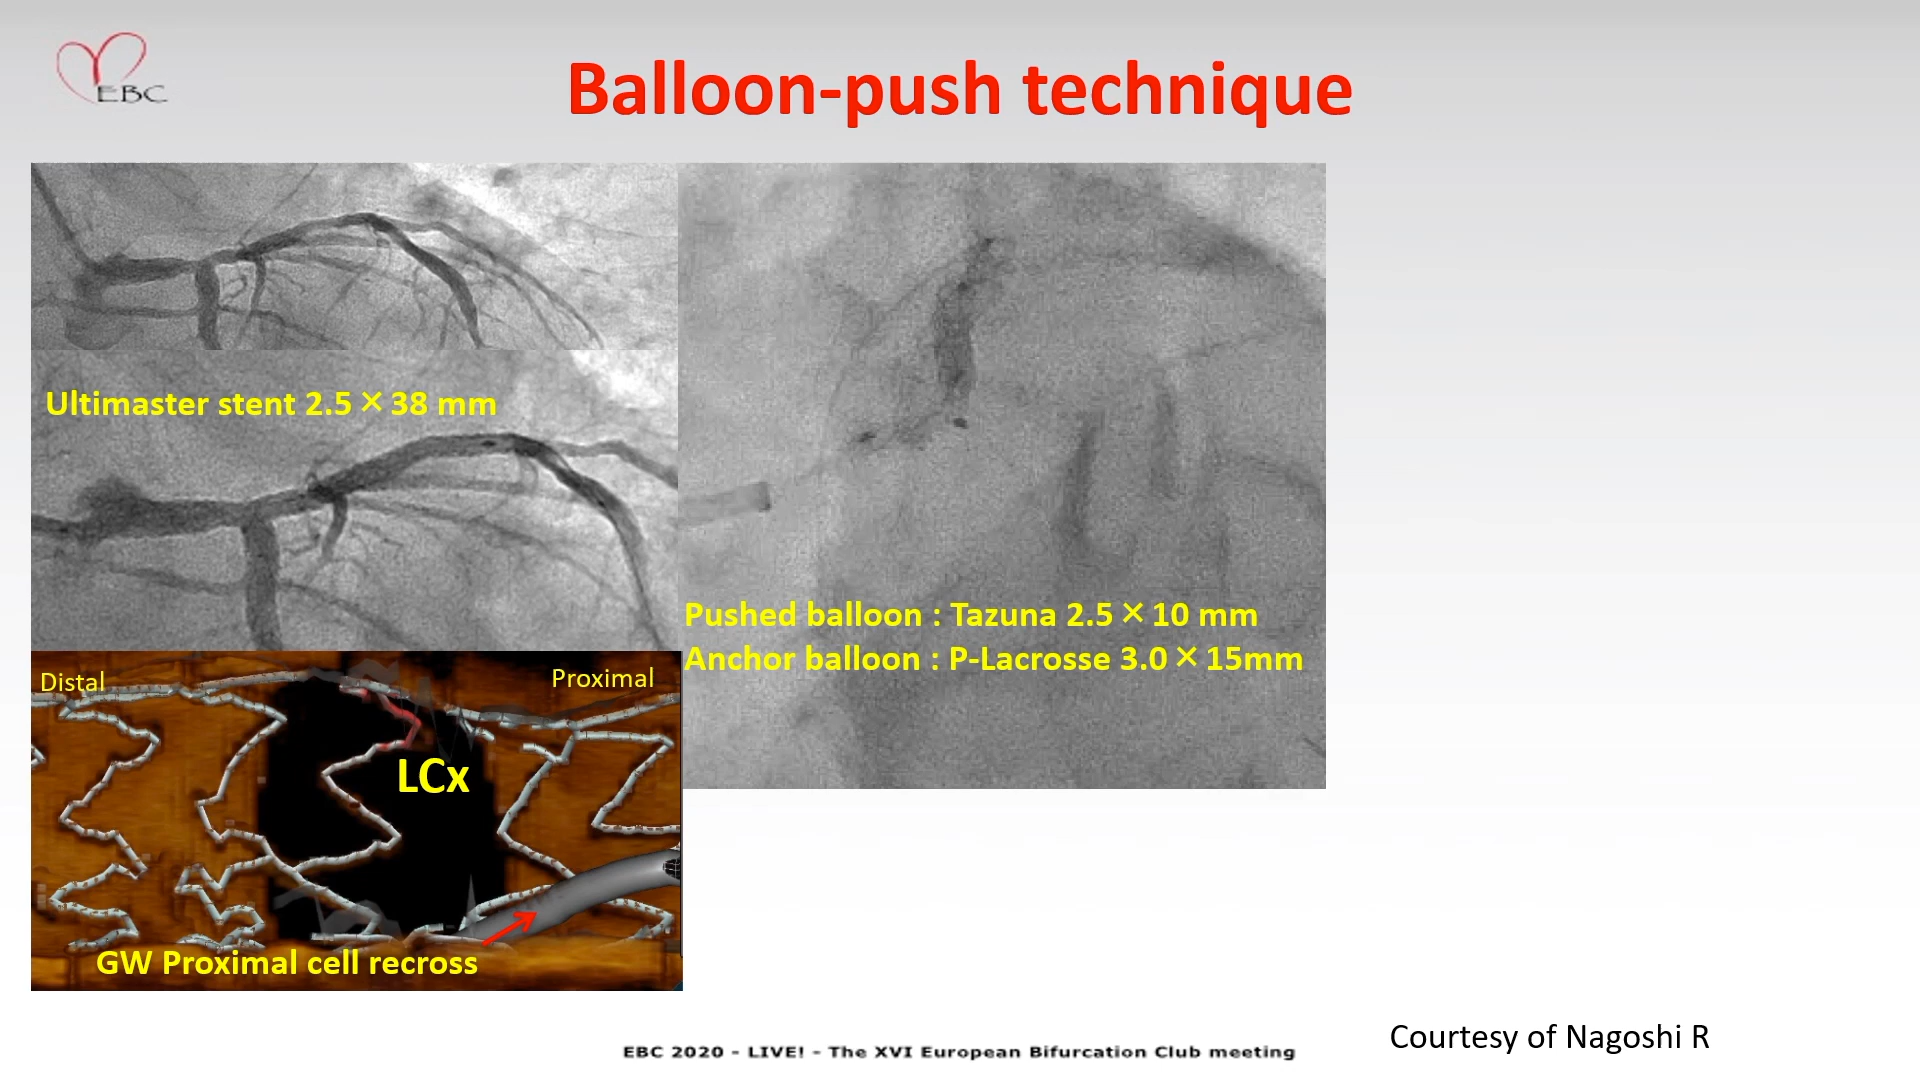 EBC
Balloon-push technique
Ultimaster stent 2.5×38 mm
Pushed balloon : Tazuna 2.5×10 mm
Anchor balloon : P-Lacrosse 3.0×15mm
Distal
Proximal
LCx
GW Proximal cell recross
Courtesy of Nagoshi R
EBC 2020 - LIVE! - The XVI European Bifurcation Club meeting